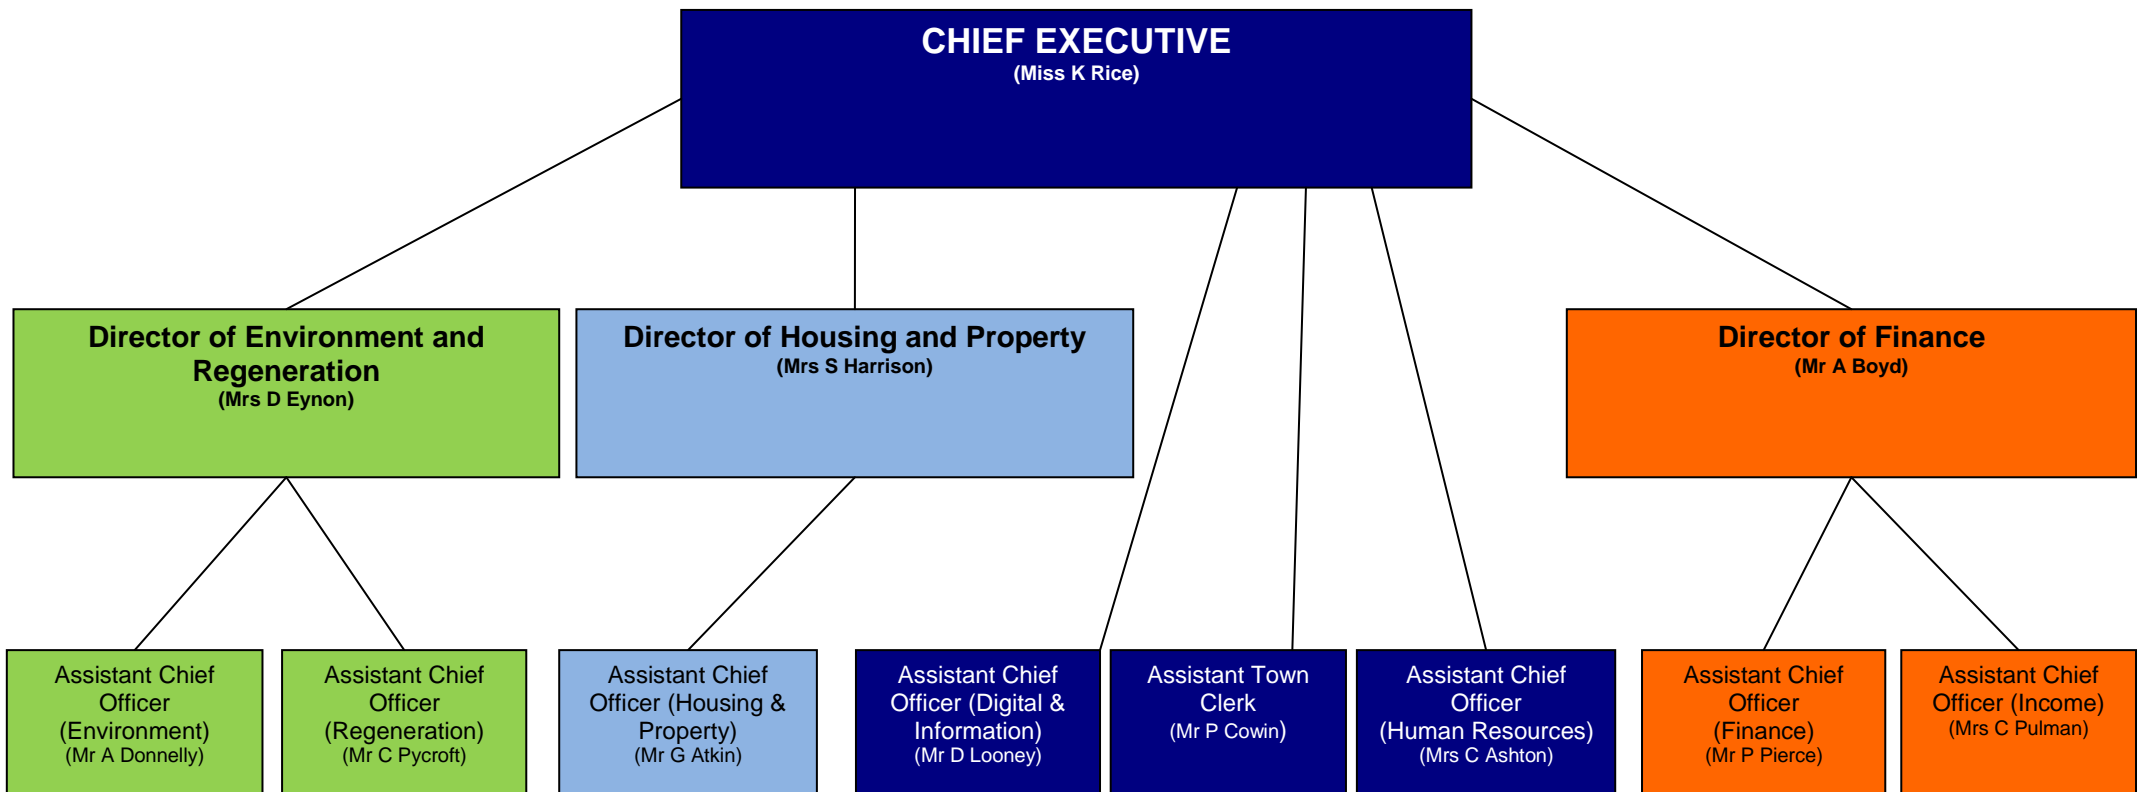 CHIEF EXECUTIVE
(Miss K Rice)
Director of Environment and
Regeneration
(Mrs D Eynon)
Director of Housing and Property
(Mrs S Harrison)
Director of Finance
(Mr A Boyd)
Assistant Chief
Officer
(Environment)
(Mr A Donnelly)
Assistant Chief
Officer
(Regeneration)
(Mr C Pycroft)
Assistant Chief
Officer (Housing &
Property)
(Mr G Atkin)
Assistant Chief
Officer (Digital &
Information)
(Mr D Looney)
Assistant Town
Clerk
(Mr P Cowin)
Assistant Chief
Officer
(Human Resources)
(Mrs C Ashton)
Assistant Chief
Officer
(Finance)
(Mr P Pierce)
Assistant Chief
Officer (Income)
(Mrs C Pulman)